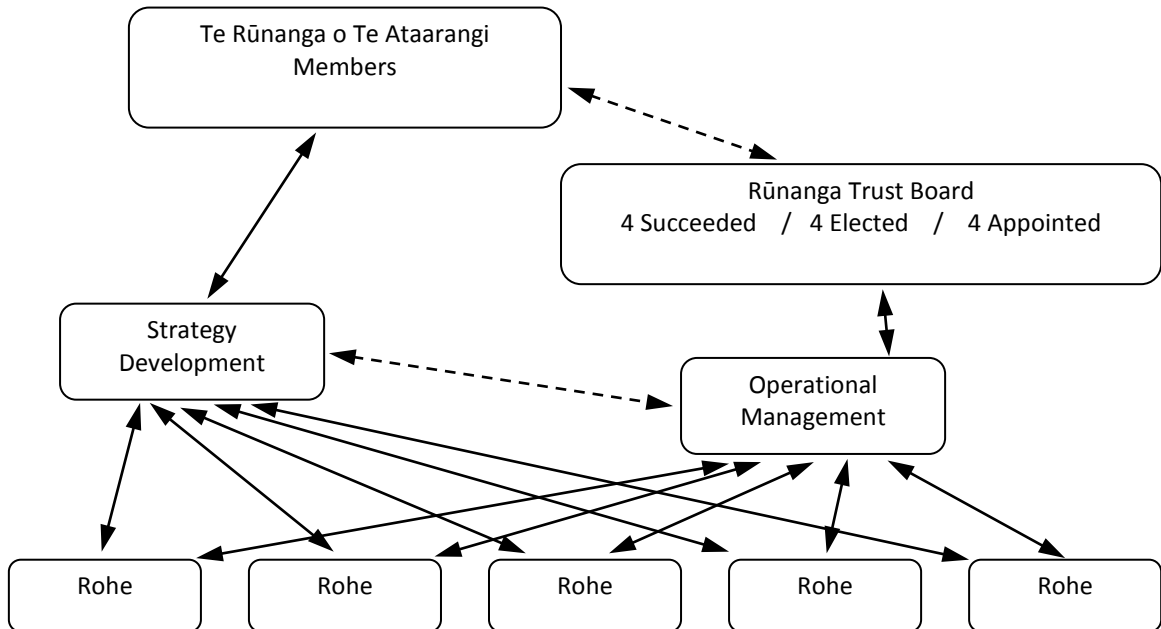 Te Rūnanga o Te Ataarangi
Members
Rūnanga Trust Board
4 Succeeded / 4 Elected / 4 Appointed
Strategy
Development
Operational
Management
Rohe
Rohe
Rohe
Rohe
Rohe